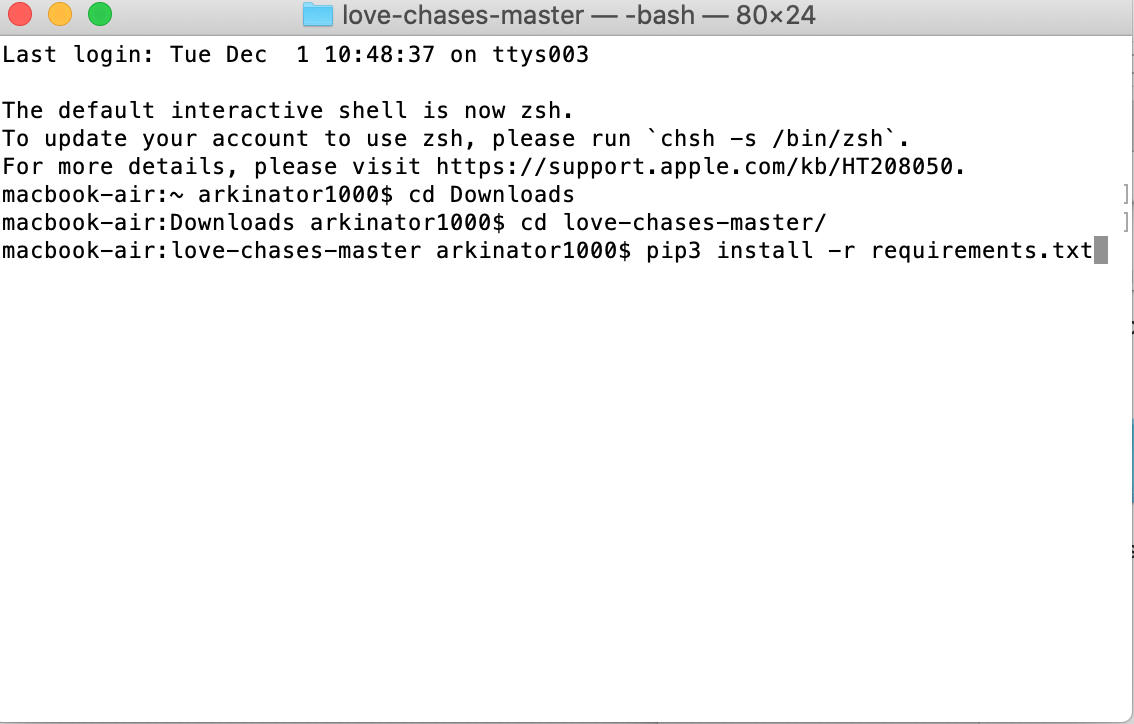 love-chases-master — -bash — 80×24
Last login: Tue Dec  1 10:48:37 on ttys003
The default interactive shell is now zsh.
To update your account to use zsh, please run `chsh -s /bin/zsh`.
For more details, please visit https://support.apple.com/kb/HT208050.
macbook-air:~ arkinator1000$ cd Downloads
macbook-air:Downloads arkinator1000$ cd love-chases-master/
macbook-air:love-chases-master arkinator1000$ pip3 install -r requirements.txt